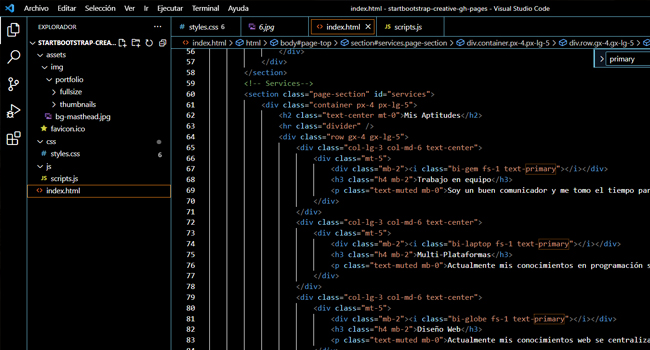 Archivo Editar Selección Ver Ir Ejecutar Terminal Ayuda index.html - startbootstrap-creative-gh-pages - Visual Studio Code
EXPLORADOR
STARTBOOTSTRAP-CREA...
assets
img
portfolio
fullsize
thumbnails
bg-masthead.jpg
favicon.ico
css
styles.css 6
js
JS scripts.js
index.html
styles.css 6 6.jpg index.html JS scripts.js
index.html > html > body#page-top > section#services.page-section > div.container.px-4.px-lg-5 > div.row.gx-4.gx-lg-5 >
primary
56 </div>
57 </div>
58 </section>
59 <!-- Services-->
60 <section class="page-section" id="services">
61 <div class="container px-4 px-lg-5">
62 <h2 class="text-center mt-0">Mis Aptitudes</h2>
63 <hr class="divider" />
64 <div class="row gx-4 gx-lg-5">
65 <div class="col-lg-3 col-md-6 text-center">
66 <div class="mt-5">
67 <div class="mb-2"><i class="bi-gem fs-1 text-primary"></i></div>
68 <h3 class="h4 mb-2">Trabajo en equipo</h3>
69 <p class="text-muted mb-0">Soy un buen comunicador y me tomo el tiempo par
70 </div>
71 </div>
72 <div class="col-lg-3 col-md-6 text-center">
73 <div class="mt-5">
74 <div class="mb-2"><i class="bi-laptop fs-1 text-primary"></i></div>
75 <h3 class="h4 mb-2">Multi-Plataformas</h3>
76 <p class="text-muted mb-0">Actualmente mis conocimientos en programación s
77 </div>
78 </div>
79 <div class="col-lg-3 col-md-6 text-center">
80 <div class="mt-5">
81 <div class="mb-2"><i class="bi-globe fs-1 text-primary"></i></div>
82 <h3 class="h4 mb-2">Diseño Web</h3>
83 <p class="text-muted mb-0">Actualmente mis conocimientos web se centraliza
84 </div>